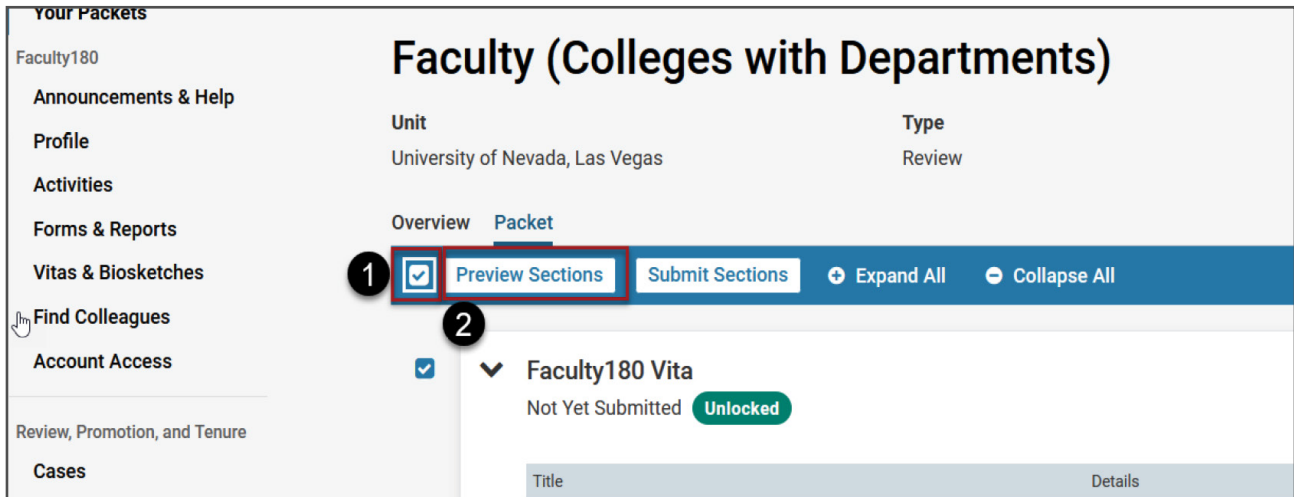 Your Packets
Faculty180
Announcements & Help
Profile
Activities
Forms & Reports
Vitas & Biosketches
Find Colleagues
Account Access
Review, Promotion, and Tenure
Cases
Faculty (Colleges with Departments)
Unit Type
University of Nevada, Las Vegas Review
Overview Packet
1 Preview Sections Submit Sections Expand All Collapse All
2
Faculty180 Vita
Not Yet Submitted Unlocked
Title Details